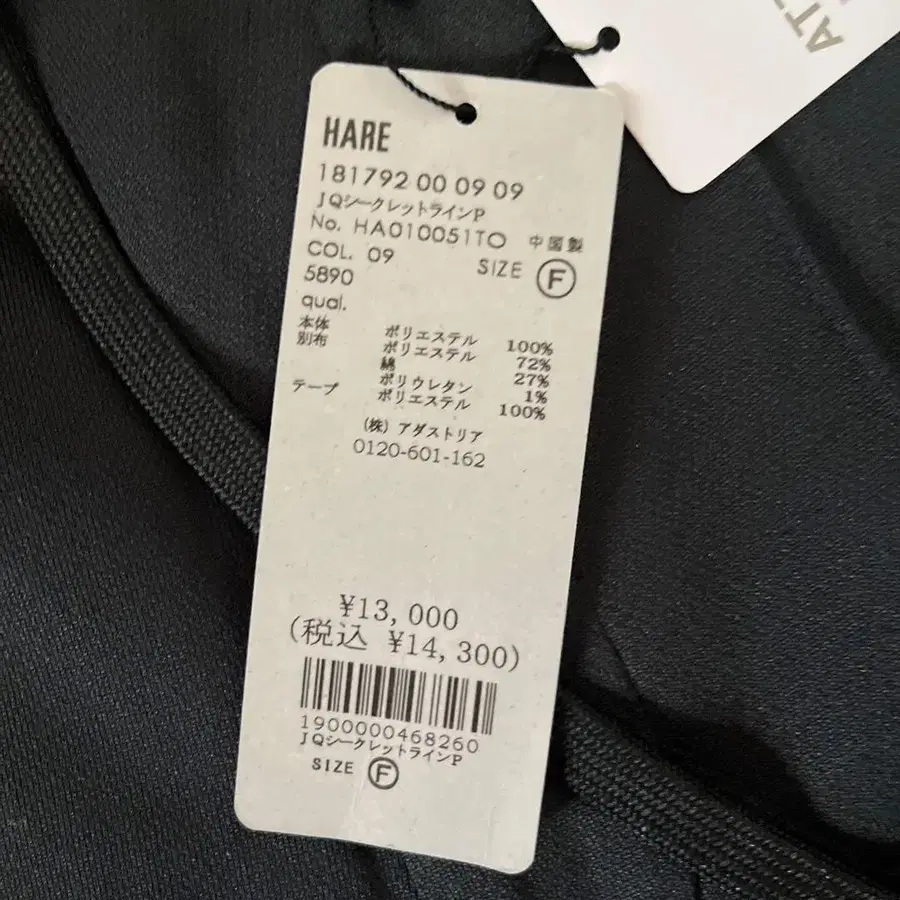 HARE
181792 00 09 09
JQシークレットラインP
No. HA010051TO 中国製
COL. 09 SIZE F
5890
qual.
本体 ポリエステル 100%
別布 ポリエステル 72%
綿 27%
ポリウレタン 1%
テープ ポリエステル 100%
(株) アダストリア
0120-601-162
¥13,000
(税込 ¥14,300)
1900000468260
JQシークレットラインP
SIZE F